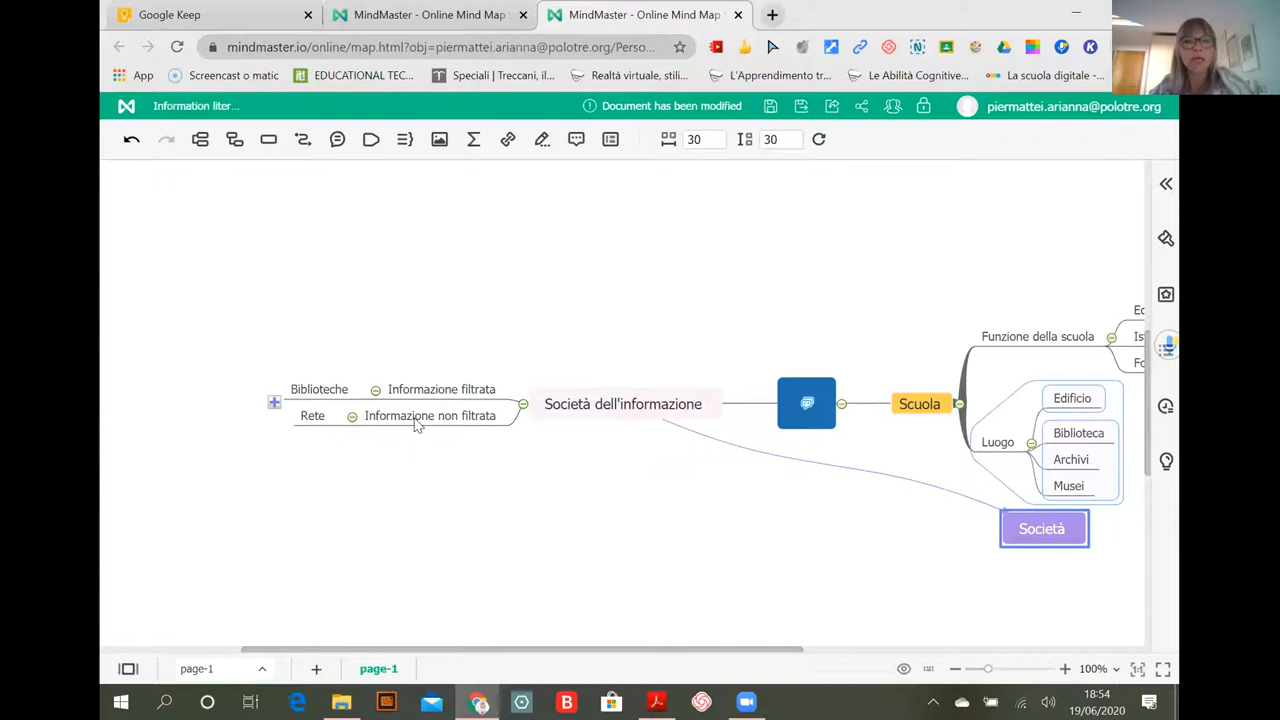 Google Keep
MindMaster - Online Mind Map
MindMaster - Online Mind Map
mindmaster.io/online/map.html?obj=piermattei.arianna@polotre.org/Perso...
App
Screencast o matic
EDUCATIONAL TEC...
Speciali | Treccani, il...
Realtà virtuale, stili...
L'Apprendimento tr...
Le Abilità Cognitive...
La scuola digitale -...
Information liter...
Document has been modified
piermattei.arianna@polotre.org
30
30
Funzione della scuola
Biblioteche
Informazione filtrata
Rete
Informazione non filtrata
Società dell'informazione
Scuola
Luogo
Edificio
Biblioteca
Archivi
Musei
Società
page-1
page-1
100%
18:54
19/06/2020